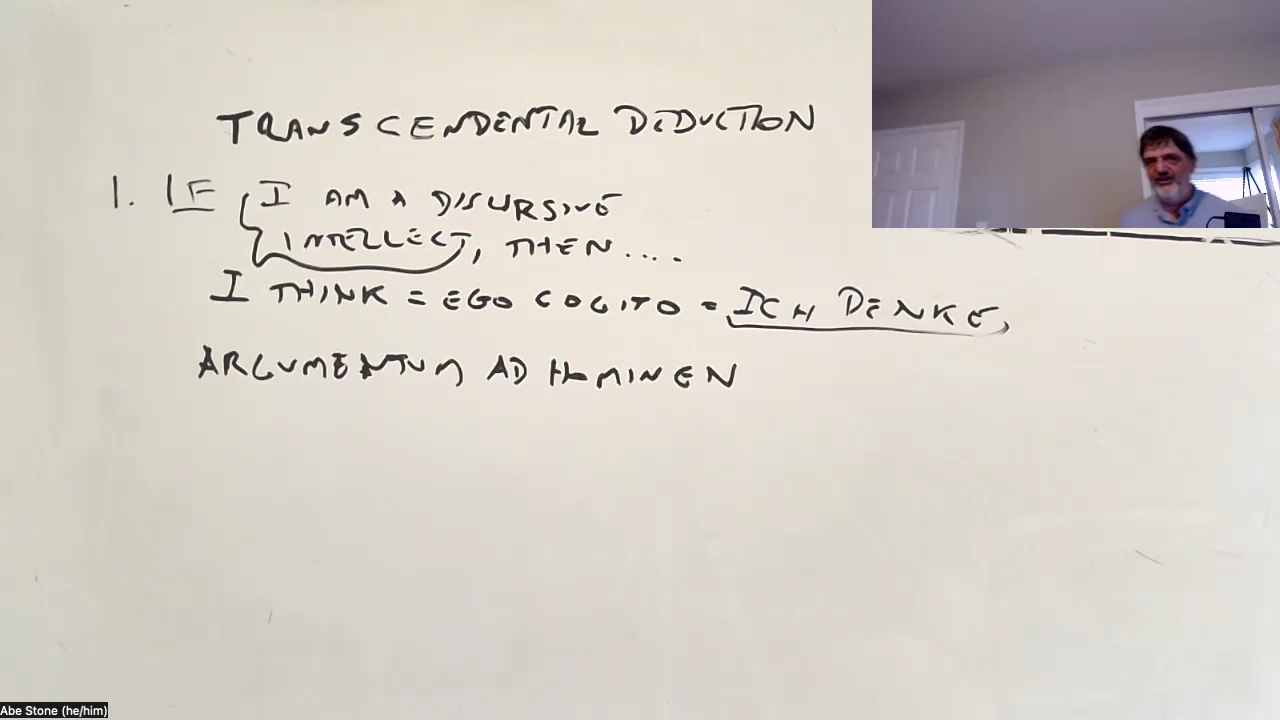 TRANSCENDENTAL DEDUCTION
1. IF I AM A DISCURSIVE
INTELLECT, THEN....
I THINK = EGO COGITO = ICH DENKE,
ARGUMENTUM AD HOMINEN
Abe Stone (he/him)